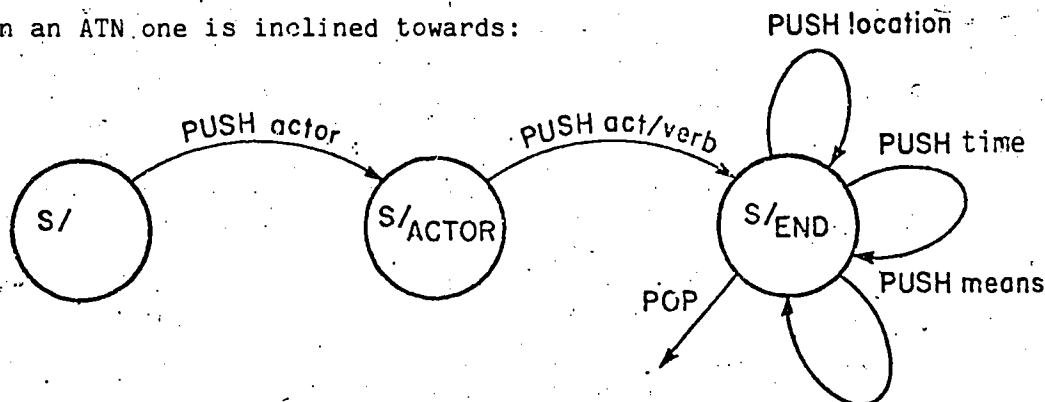 n an ATN one is inclined towards:
PUSH location
PUSH actor
PUSH act/verb
PUSH time
S/
S/ACTOR
S/END
PUSH means
POP